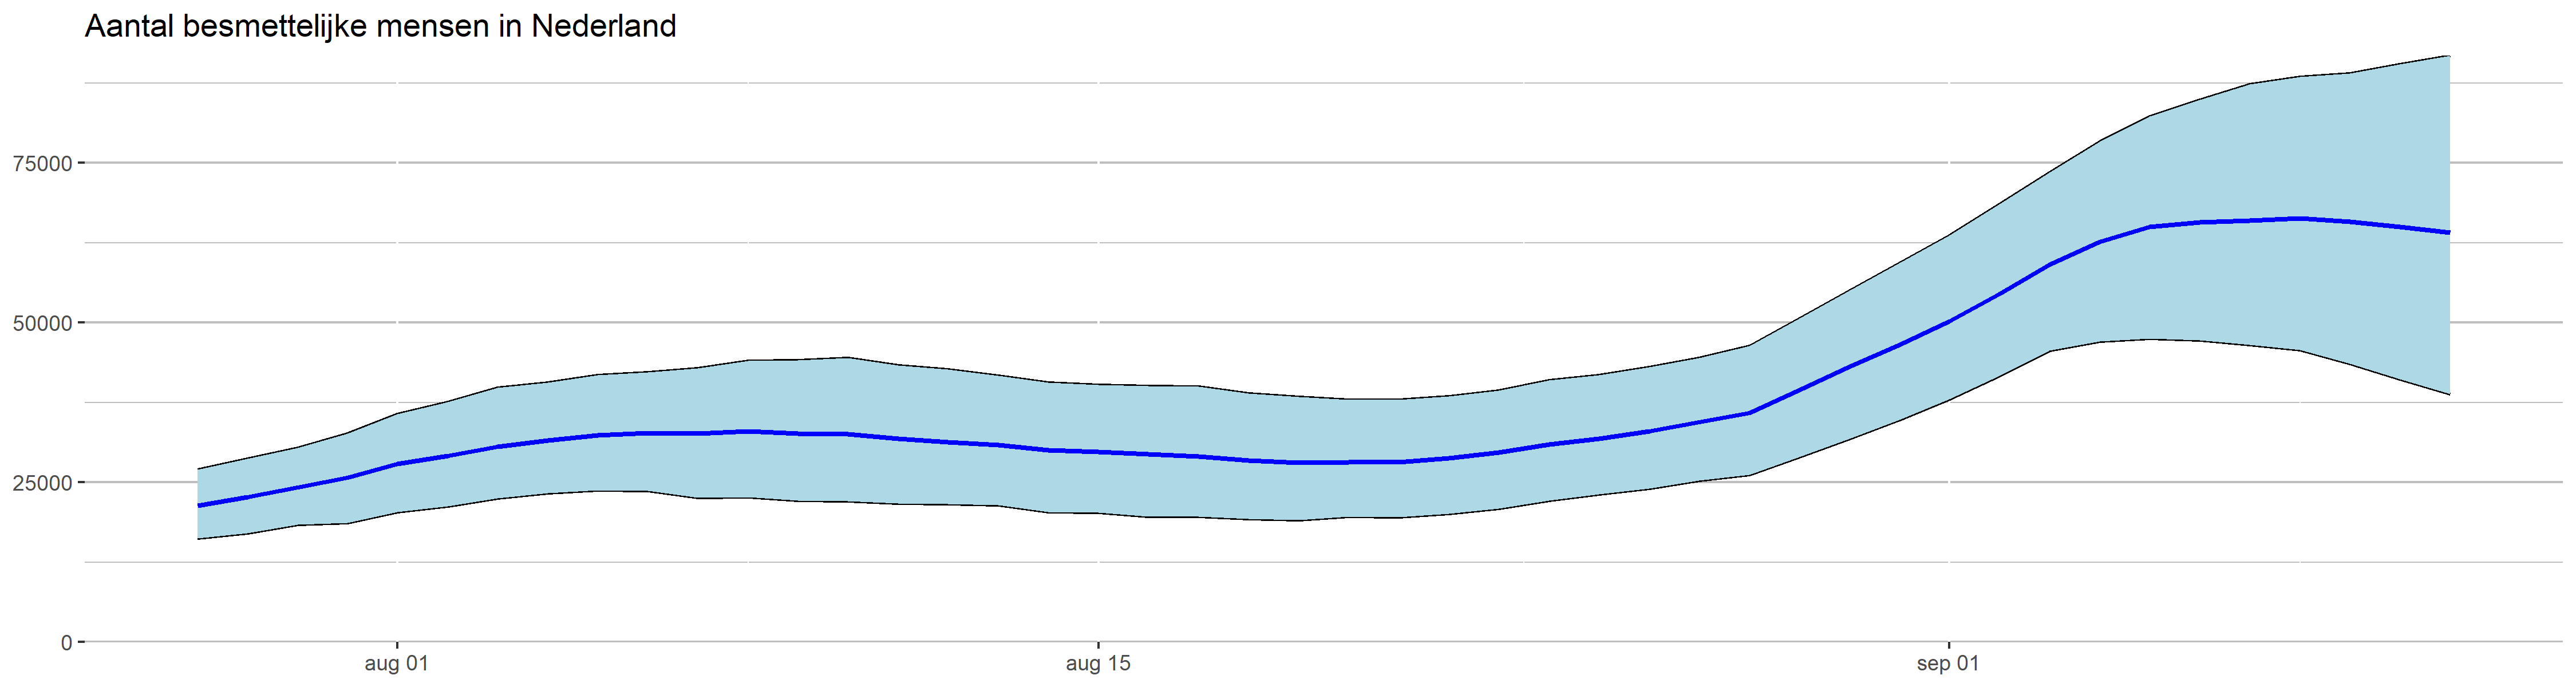 Aantal besmettelijke mensen in Nederland
75000
50000
25000
0
aug 01
aug 15
sep 01